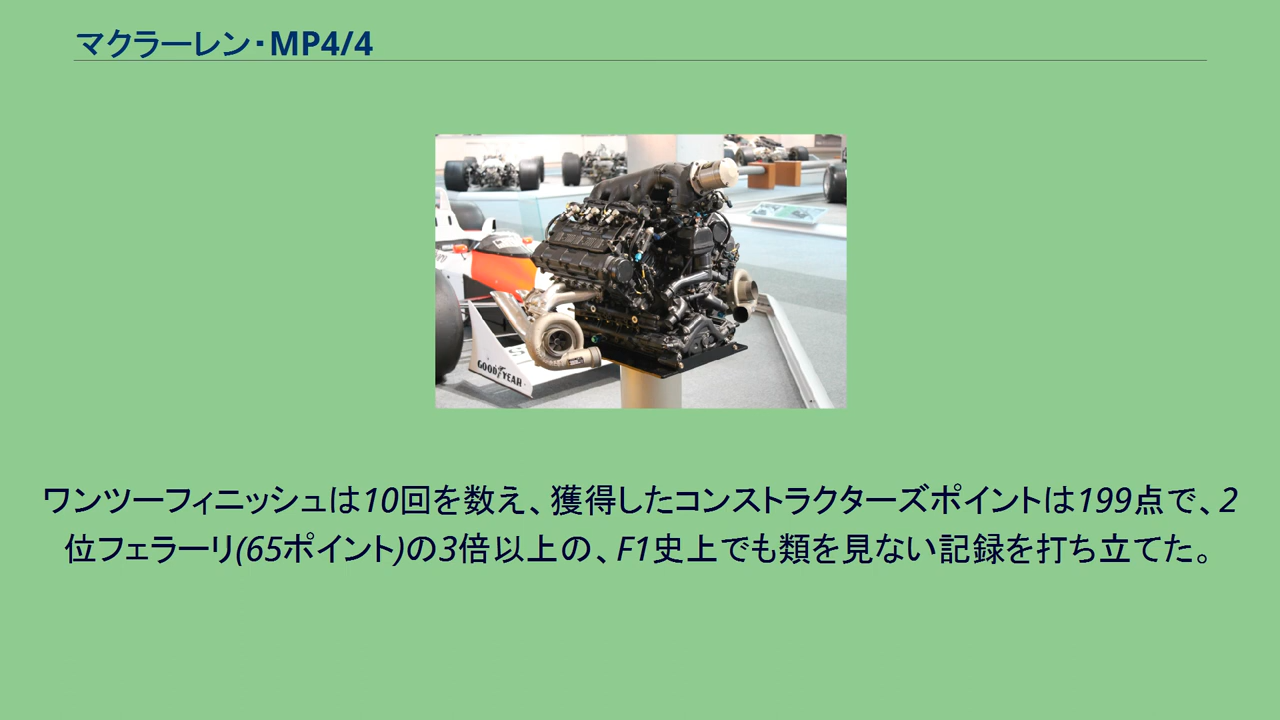 マクラーレン・MP4/4
GOODYEAR
ワンツーフィニッシュは10回を数え、獲得したコンストラクターズポイントは199点で、2
位フェラーリ(65ポイント)の3倍以上の、F1史上でも類を見ない記録を打ち立てた。